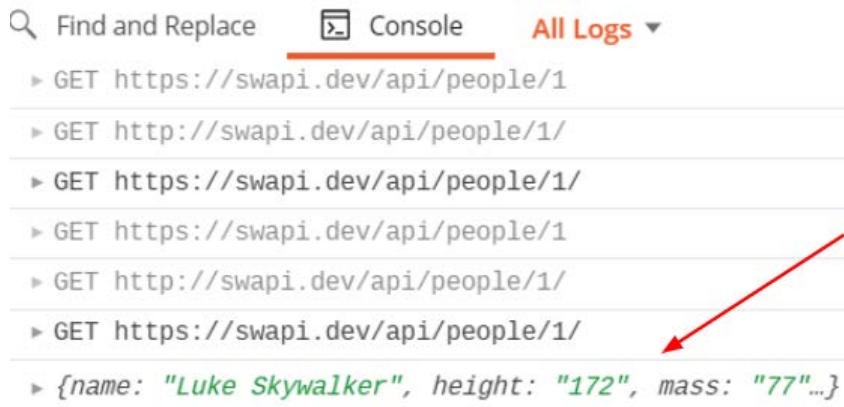 Find and Replace Console All Logs
GET https://swapi.dev/api/people/1
GET http://swapi.dev/api/people/1/
GET https://swapi.dev/api/people/1/
GET https://swapi.dev/api/people/1
GET http://swapi.dev/api/people/1/
GET https://swapi.dev/api/people/1/
{name: "Luke Skywalker", height: "172", mass: "77"…}